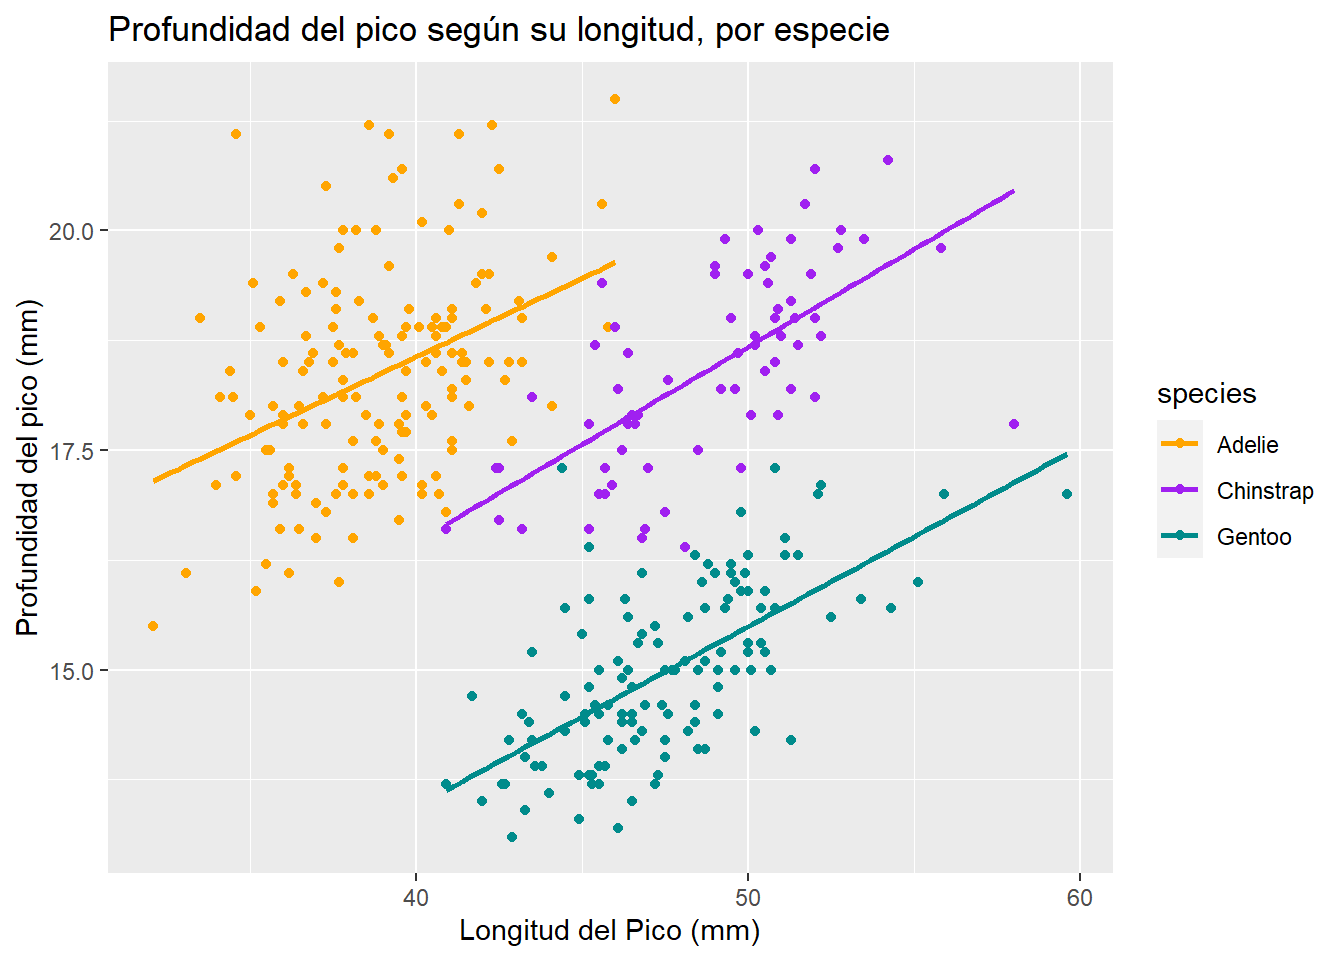 Profundidad del pico según su longitud, por especie
Profundidad del pico (mm)
20.0
17.5
15.0
40
50
60
Longitud del Pico (mm)
species
Adelie
Chinstrap
Gentoo